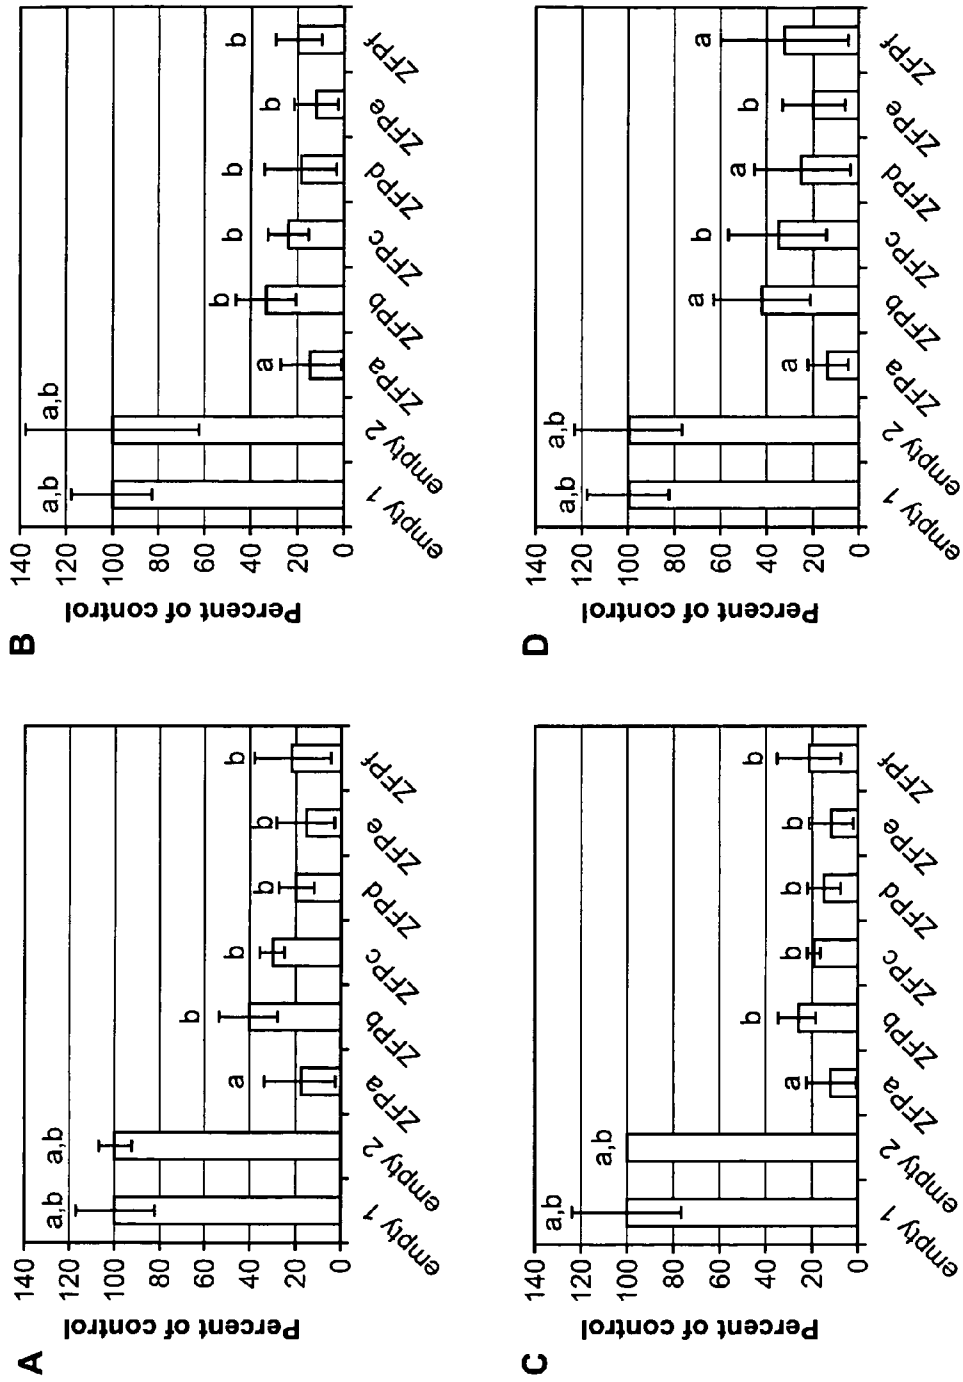 A
Percent of control
140
120
100
80
60
40
20
0
a,b a,b a b b b b b
empty 1 empty 2 ZFPa ZFPb ZFPc ZFPd ZFPe ZFPf
B
Percent of control
140
120
100
80
60
40
20
0
a,b a,b a b b b b b
empty 1 empty 2 ZFPa ZFPb ZFPc ZFPd ZFPe ZFPf
C
Percent of control
140
120
100
80
60
40
20
0
a,b a,b a b b b b b
empty 1 empty 2 ZFPa ZFPb ZFPc ZFPd ZFPe ZFPf
D
Percent of control
140
120
100
80
60
40
20
0
a,b a,b a a b a b a
empty 1 empty 2 ZFPa ZFPb ZFPc ZFPd ZFPe ZFPf